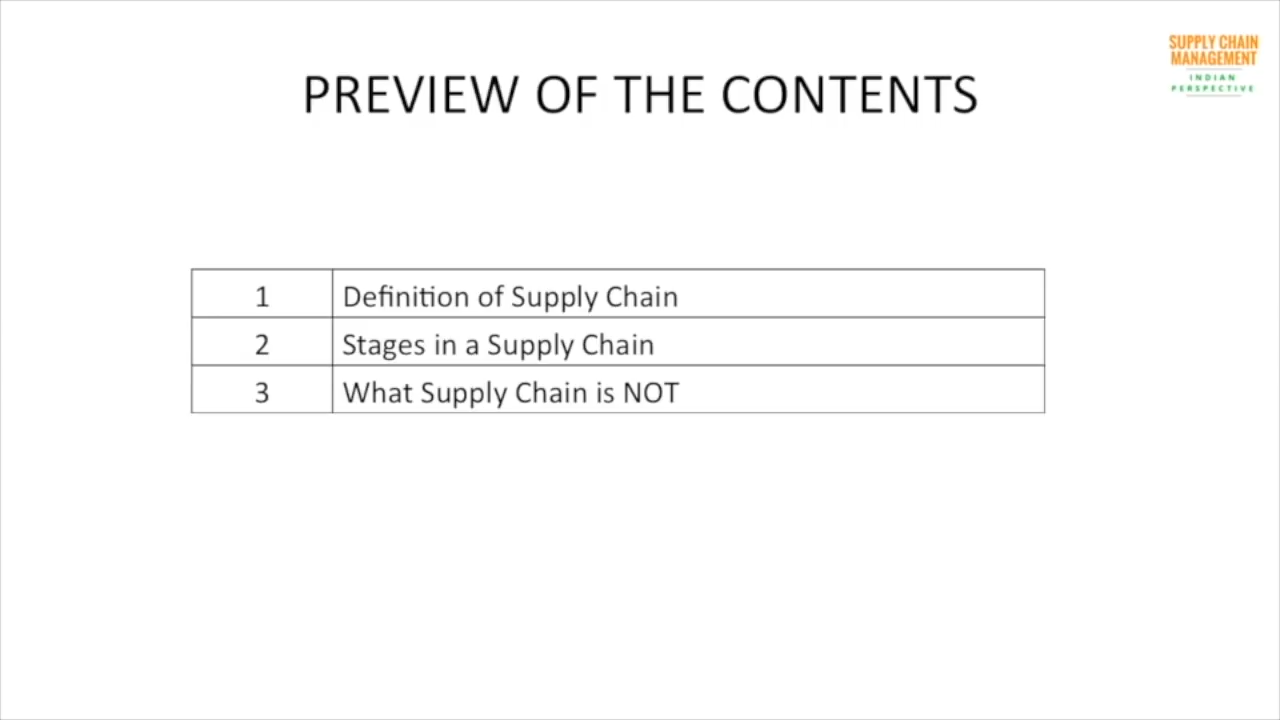 SUPPLY CHAIN
MANAGEMENT
INDIAN
PERSPECTIVE
PREVIEW OF THE CONTENTS
1 Definition of Supply Chain
2 Stages in a Supply Chain
3 What Supply Chain is NOT